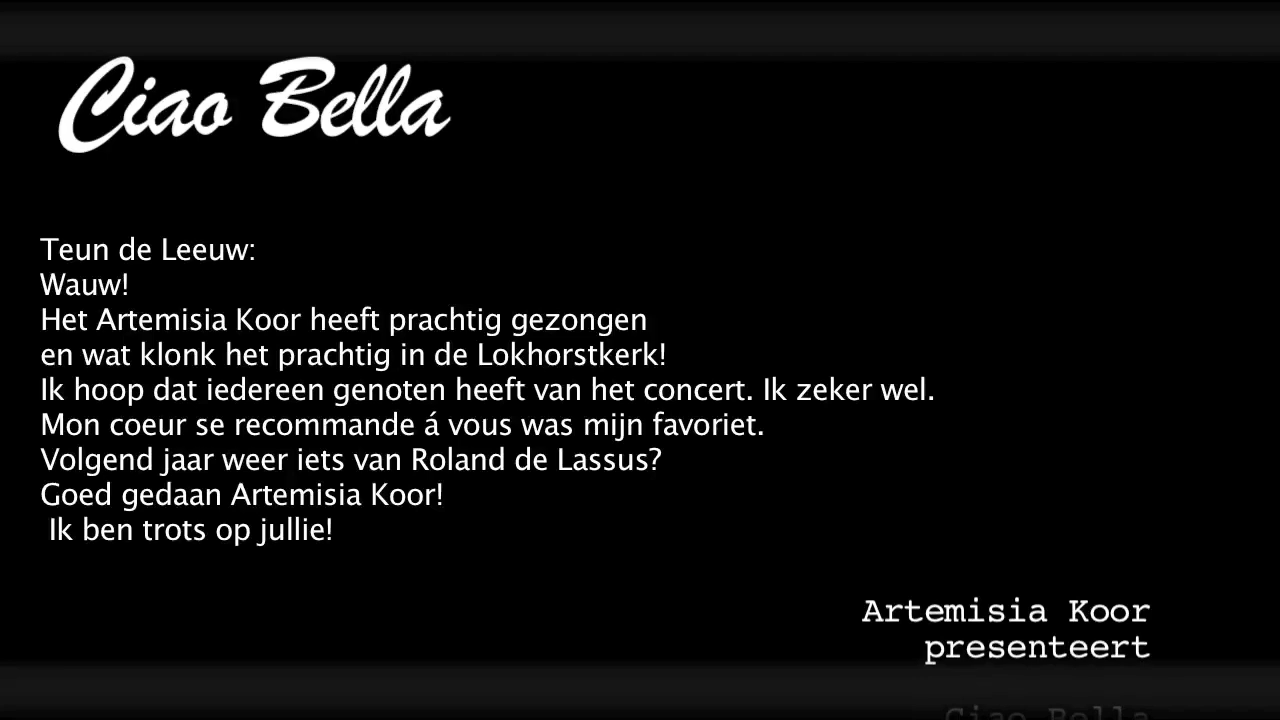 Ciao Bella
Teun de Leeuw:
Wauw!
Het Artemisia Koor heeft prachtig gezongen
en wat klonk het prachtig in de Lokhorstkerk!
Ik hoop dat iedereen genoten heeft van het concert. Ik zeker wel.
Mon coeur se recommande á vous was mijn favoriet.
Volgend jaar weer iets van Roland de Lassus?
Goed gedaan Artemisia Koor!
Ik ben trots op jullie!
Artemisia Koor
presenteert
Ciao Bella